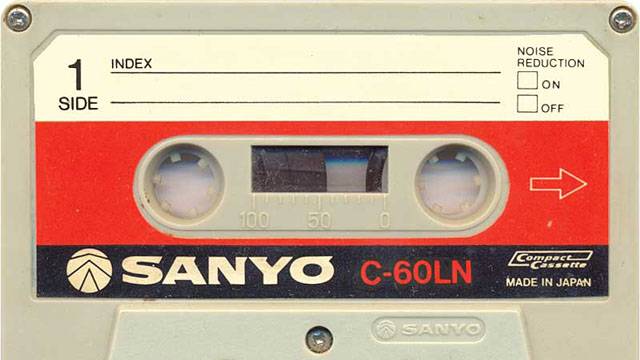 1
SIDE
INDEX
NOISE
REDUCTION
ON
OFF
100 50 0
SANYO C-60LN
Compact
Cassette
MADE IN JAPAN
SANYO